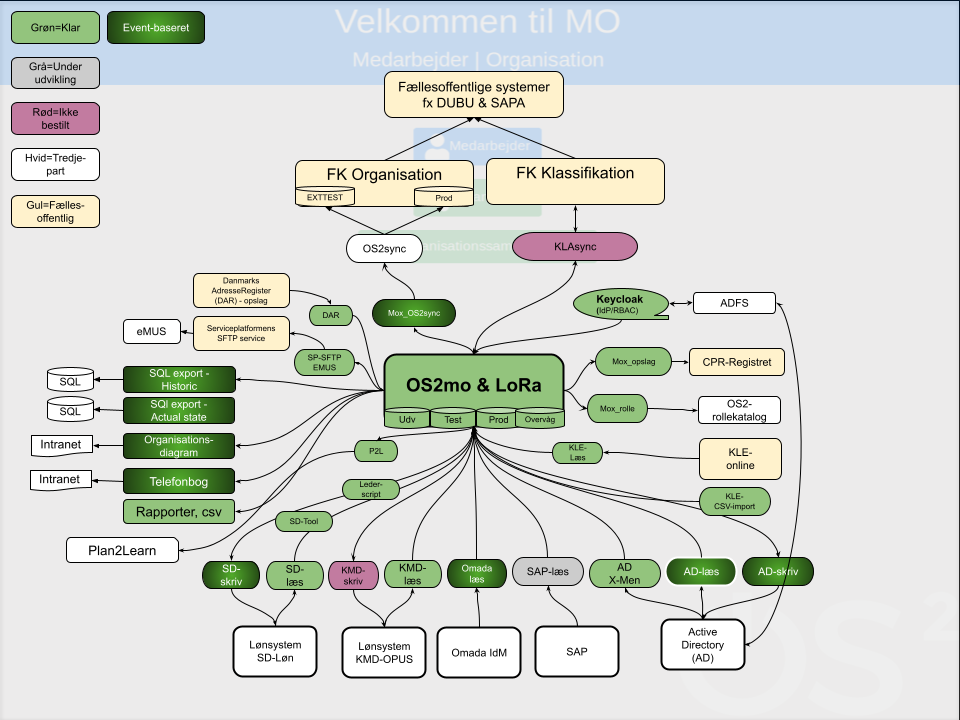 Velkommen til MO
Medarbejder | Organisation
Grøn=Klar
Event-baseret
Grå=Under
udvikling
Rød=Ikke
bestilt
Hvid=Tredje-
part
Gul=Fælles-
offentlig
Fællesoffentlige systemer
fx DUBU & SAPA
Medarbejder
FK Organisation
EXTTEST
Prod
FK Klassifikation
OS2sync
KLAsync
Danmarks
AdresseRegister
(DAR) - opslag
DAR
Mox_OS2sync
Keycloak
(IdP/RBAC)
ADFS
eMUS
Serviceplatformens
SFTP service
SP-SFTP
EMUS
OS2mo & LoRa
Udv
Test
Prod
Overvåg
Mox_opslag
CPR-Registret
Mox_rolle
OS2-
rollekatalog
SQL
SQL export -
Historic
SQL
SQl export -
Actual state
Intranet
Organisations-
diagram
P2L
KLE-
Læs
KLE-
online
Intranet
Telefonbog
Leder-
script
KLE-
CSV-import
Rapporter, csv
SD-Tool
Plan2Learn
SD-
skriv
SD-
læs
KMD-
skriv
KMD-
læs
Omada
læs
SAP-læs
AD
X-Men
AD-læs
AD-skriv
Lønsystem
SD-Løn
Lønsystem
KMD-OPUS
Omada IdM
SAP
Active
Directory
(AD)
OS²